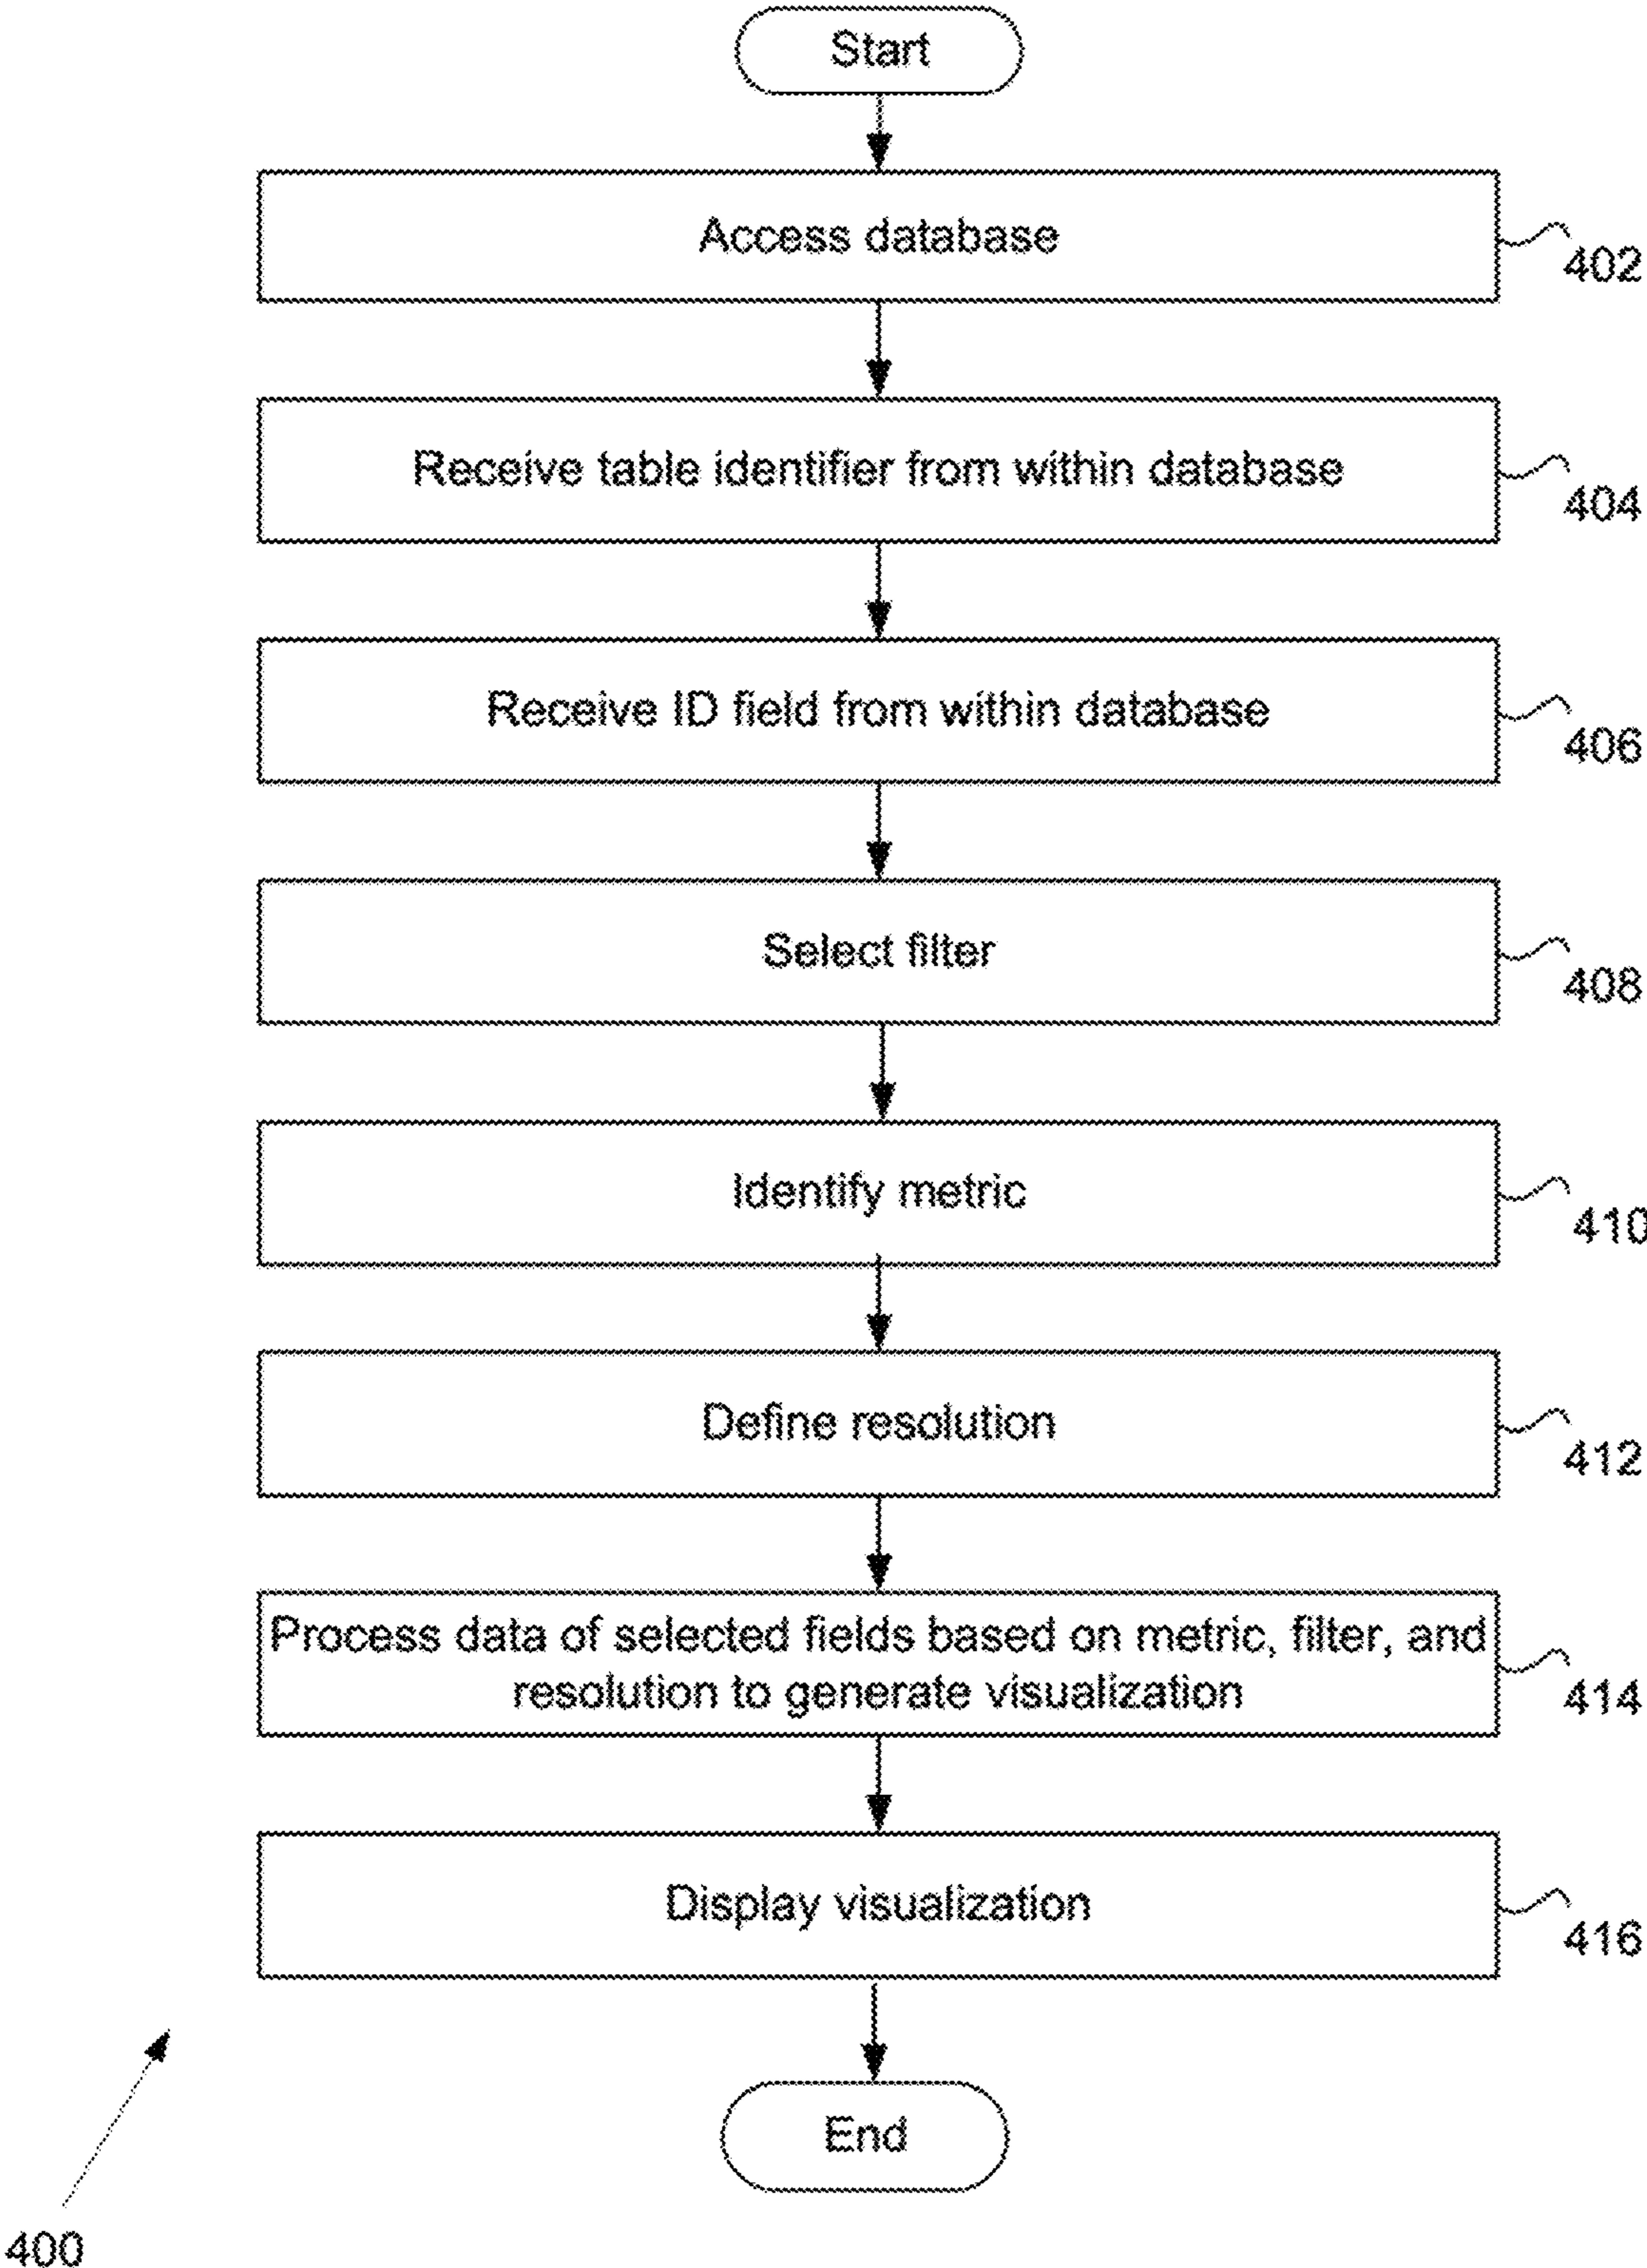 Start
Access database
402
Receive table identifier from within database
404
Receive ID field from within database
406
Select filter
408
Identify metric
410
Define resolution
412
Process data of selected fields based on metric, filter, and
resolution to generate visualization
414
Display visualization
416
End
400